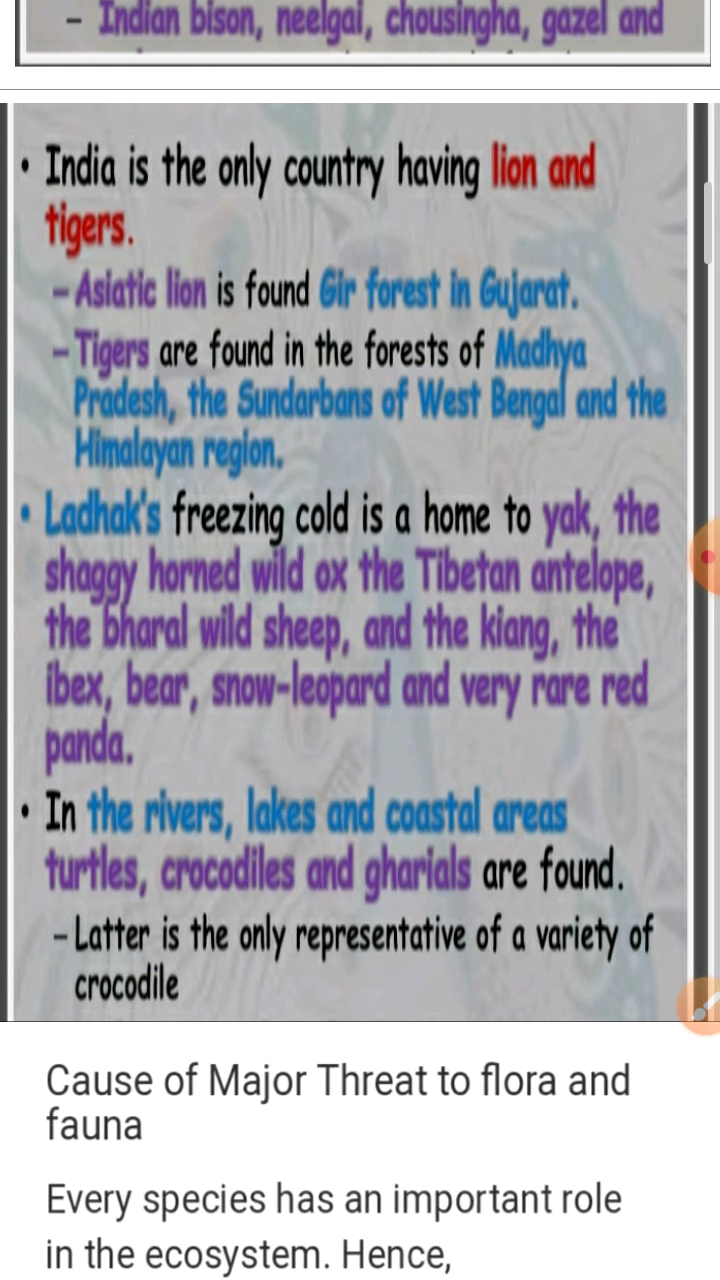 - Indian bison, neelgai, chousingha, gazel and
• India is the only country having lion and
tigers.
- Asiatic lion is found Gir forest in Gujarat.
- Tigers are found in the forests of Madhya
Pradesh, the Sundarbans of West Bengal and the
Himalayan region.
• Ladhak's freezing cold is a home to yak, the
shaggy horned wild ox the Tibetan antelope,
the bharal wild sheep, and the kiang, the
ibex, bear, snow-leopard and very rare red
panda.
• In the rivers, lakes and coastal areas
turtles, crocodiles and gharials are found.
- Latter is the only representative of a variety of
crocodile
Cause of Major Threat to flora and
fauna
Every species has an important role
in the ecosystem. Hence,